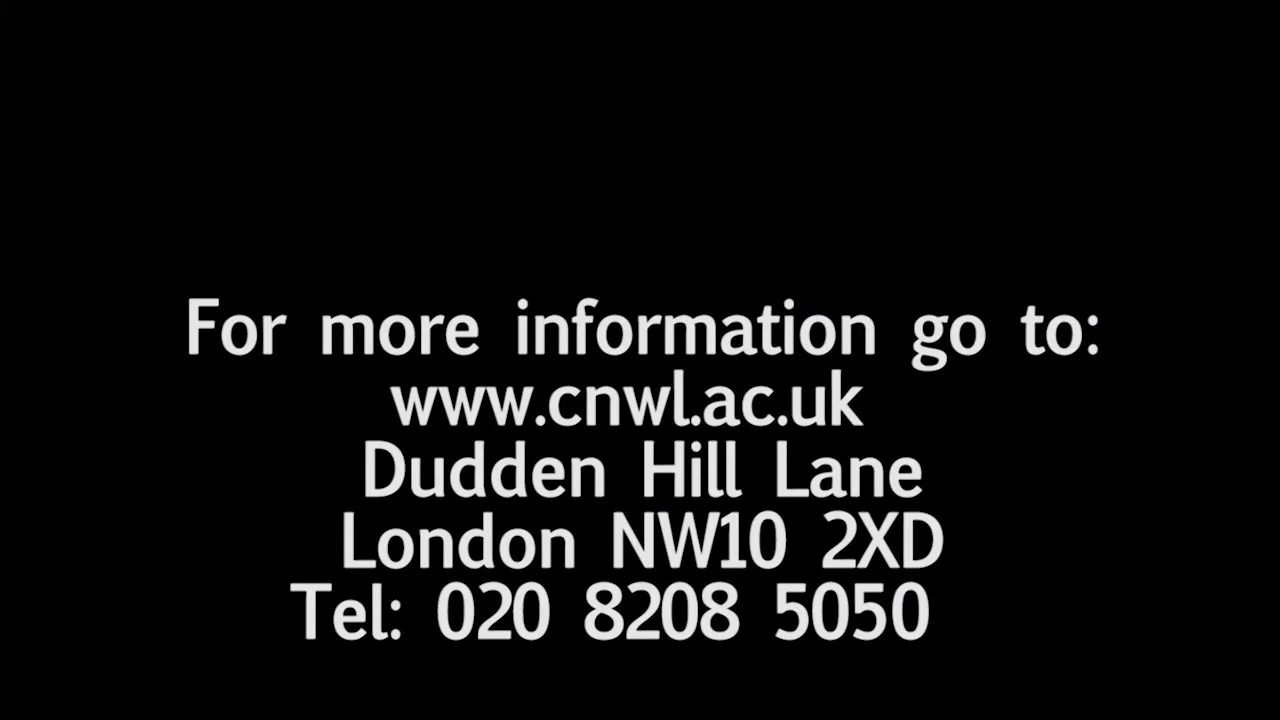 For more information go to:
www.cnwl.ac.uk
Dudden Hill Lane
London NW10 2XD
Tel: 020 8208 5050